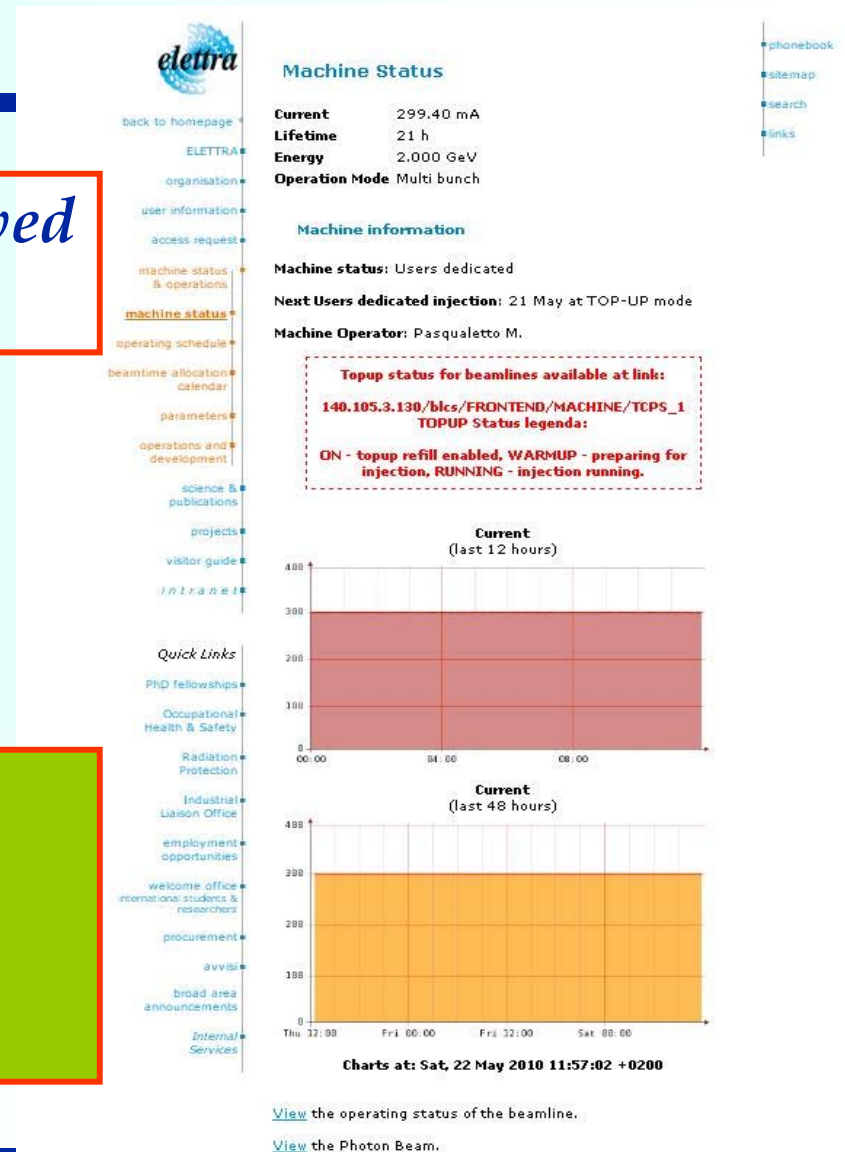 elettra
back to homepage
ELETTRA
organisation
user information
access request
machine status
& operations
machine status
operating schedule
beamtime allocation
calendar
parameters
operations and
development
science &
publications
projects
visitor guide
intranet
Quick Links
PhD fellowships
Occupational
Health & Safety
Radiation
Protection
Industrial
Liaison Office
employment
opportunities
welcome office
international students &
researchers
procurement
avvisi
broad area
announcements
Internal
Services
Machine Status
Current 299.40 mA
Lifetime 21 h
Energy 2.000 GeV
Operation Mode Multi bunch
Machine information
Machine status: Users dedicated
Next Users dedicated injection: 21 May at TOP-UP mode
Machine Operator: Pasqualetto M.
Topup status for beamlines available at link:
140.105.3.130/blcs/FRONTEND/MACHINE/TCPS_1
TOPUP Status legenda:
ON - topup refill enabled, WARMUP - preparing for
injection, RUNNING - injection running.
Current
(last 12 hours)
400
300
200
100
0
00:00 04:00 08:00
Current
(last 48 hours)
400
300
200
100
0
Thu 12:00 Fri 00:00 Fri 12:00 Sat 00:00
Charts at: Sat, 22 May 2010 11:57:02 +0200
View the operating status of the beamline.
View the Photon Beam.
phonebook
sitemap
search
links